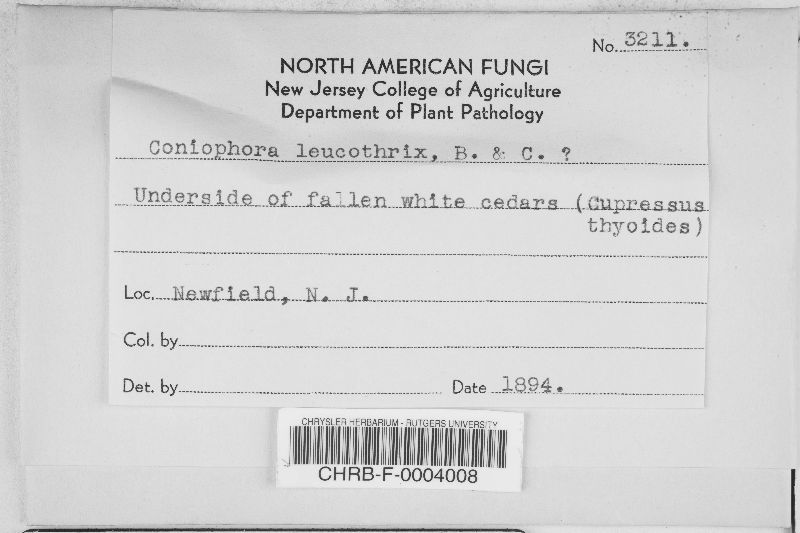 No. 3211.
NORTH AMERICAN FUNGI
New Jersey College of Agriculture
Department of Plant Pathology
Coniophora leucothrix, B. & C. ?
Underside of fallen white cedars (Cupressus
thyoides)
Loc. Newfield, N. J.
Col. by
Det. by Date 1894.
CHRYSLER HERBARIUM - RUTGERS UNIVERSITY
CHRB-F-0004008